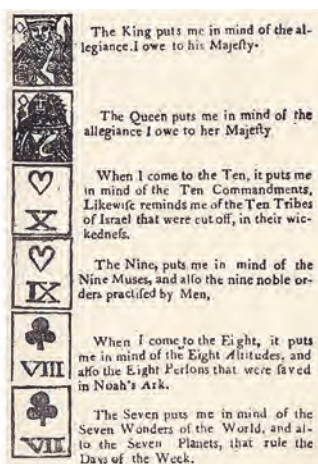 The King puts me in mind of the al-
legiance.I owe to his Majeſty.
The Queen puts me in mind of the
allegiance I owe to her Majeſty
When I come to the Ten, it puts me
in mind of the Ten Commandments,
Likewiſe reminds me of the Ten Tribes
of Israel that were cut off, in their wic-
kedneſs.
X
The Nine, puts me in mind of the
Nine Muses, and alſo the nine noble or-
ders practiſed by Men,
IX
When I come to the Eight, it puts
me in mind of the Eight Altitudes, and
alſo the Eight Perſons that were ſaved
in Noah's Ark.
VIII
The Seven puts me in mind of the
Seven Wonders of the World, and al-
ſo the Seven Planets, that rule the
Days of the Week.
VII